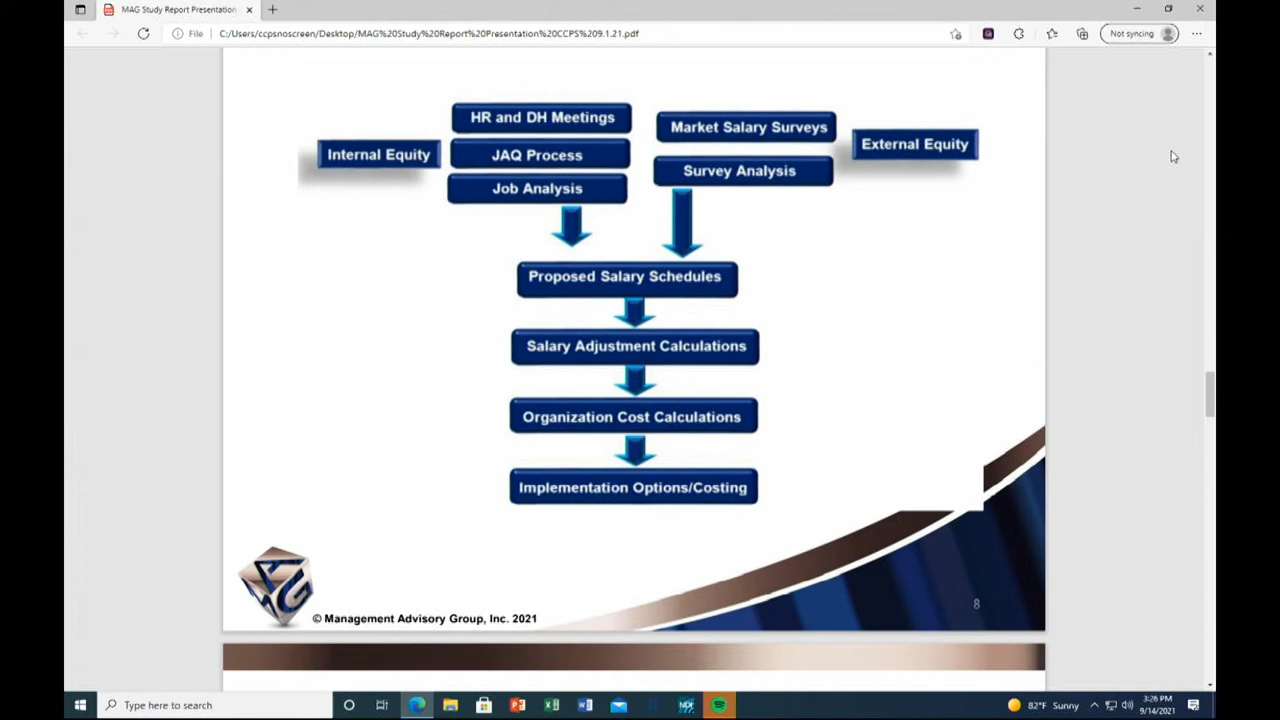 MAG Study Report Presentation
File
C:/Users/ccpsnoscreen/Desktop/MAG%20Study%20Report%20Presentation%20CCPS%209.1.21.pdf
Not syncing
HR and DH Meetings
Market Salary Surveys
External Equity
Internal Equity
JAQ Process
Survey Analysis
Job Analysis
Proposed Salary Schedules
Salary Adjustment Calculations
Organization Cost Calculations
Implementation Options/Costing
MAG
8
© Management Advisory Group, Inc. 2021
Type here to search
82°F Sunny
3:26 PM
9/14/2021